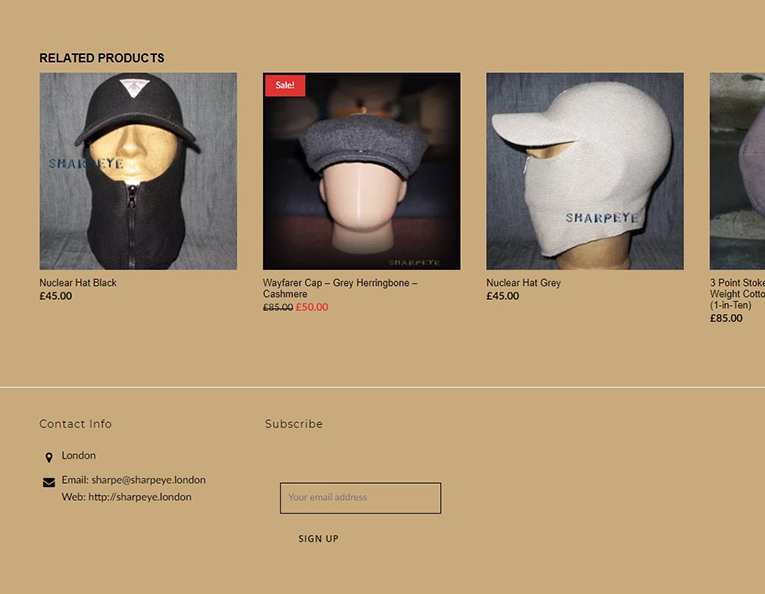 RELATED PRODUCTS
SHARPEYE
Sale!
SHARPEYE
SHARPEYE
Nuclear Hat Black
£45.00
Wayfarer Cap – Grey Herringbone –
Cashmere
£85.00 £50.00
Nuclear Hat Grey
£45.00
3 Point Stoke
Weight Cotto
(1-in-Ten)
£85.00
Contact Info
London
Email: sharpe@sharpeye.london
Web: http://sharpeye.london
Subscribe
Your email address
SIGN UP